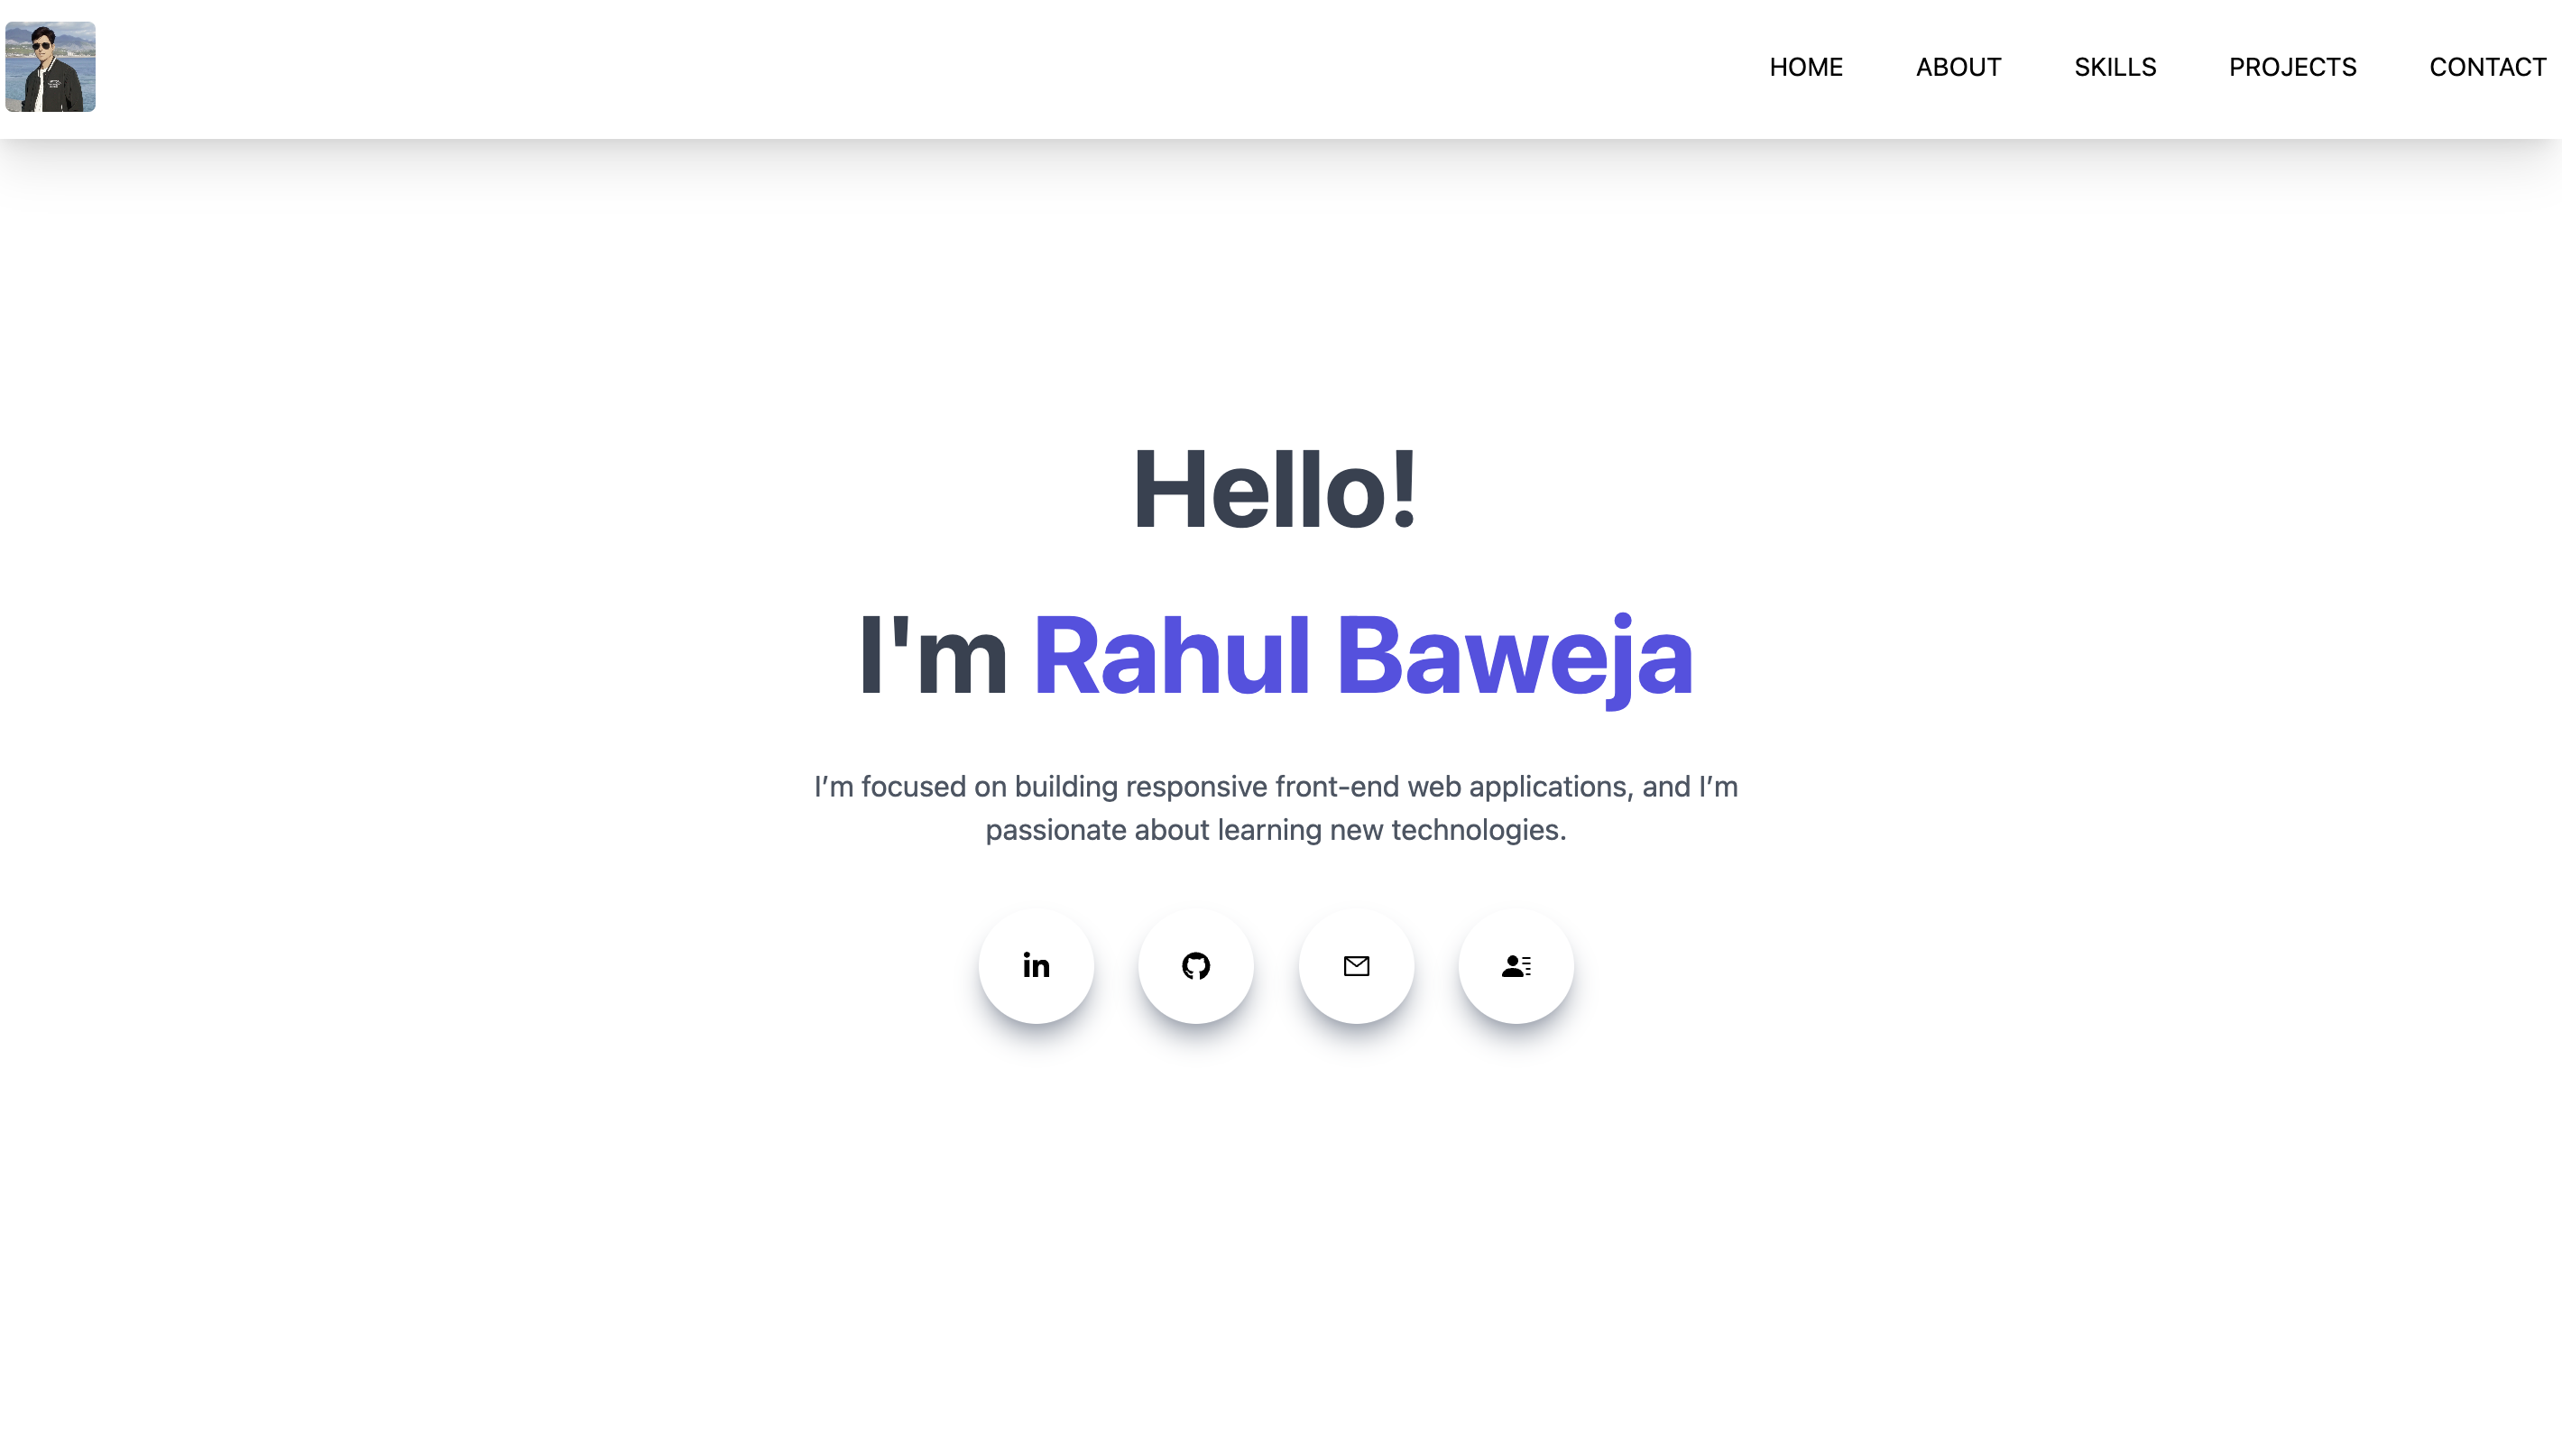 HOME ABOUT SKILLS PROJECTS CONTACT
Hello!
I'm Rahul Baweja
I’m focused on building responsive front-end web applications, and I’m
passionate about learning new technologies.
in